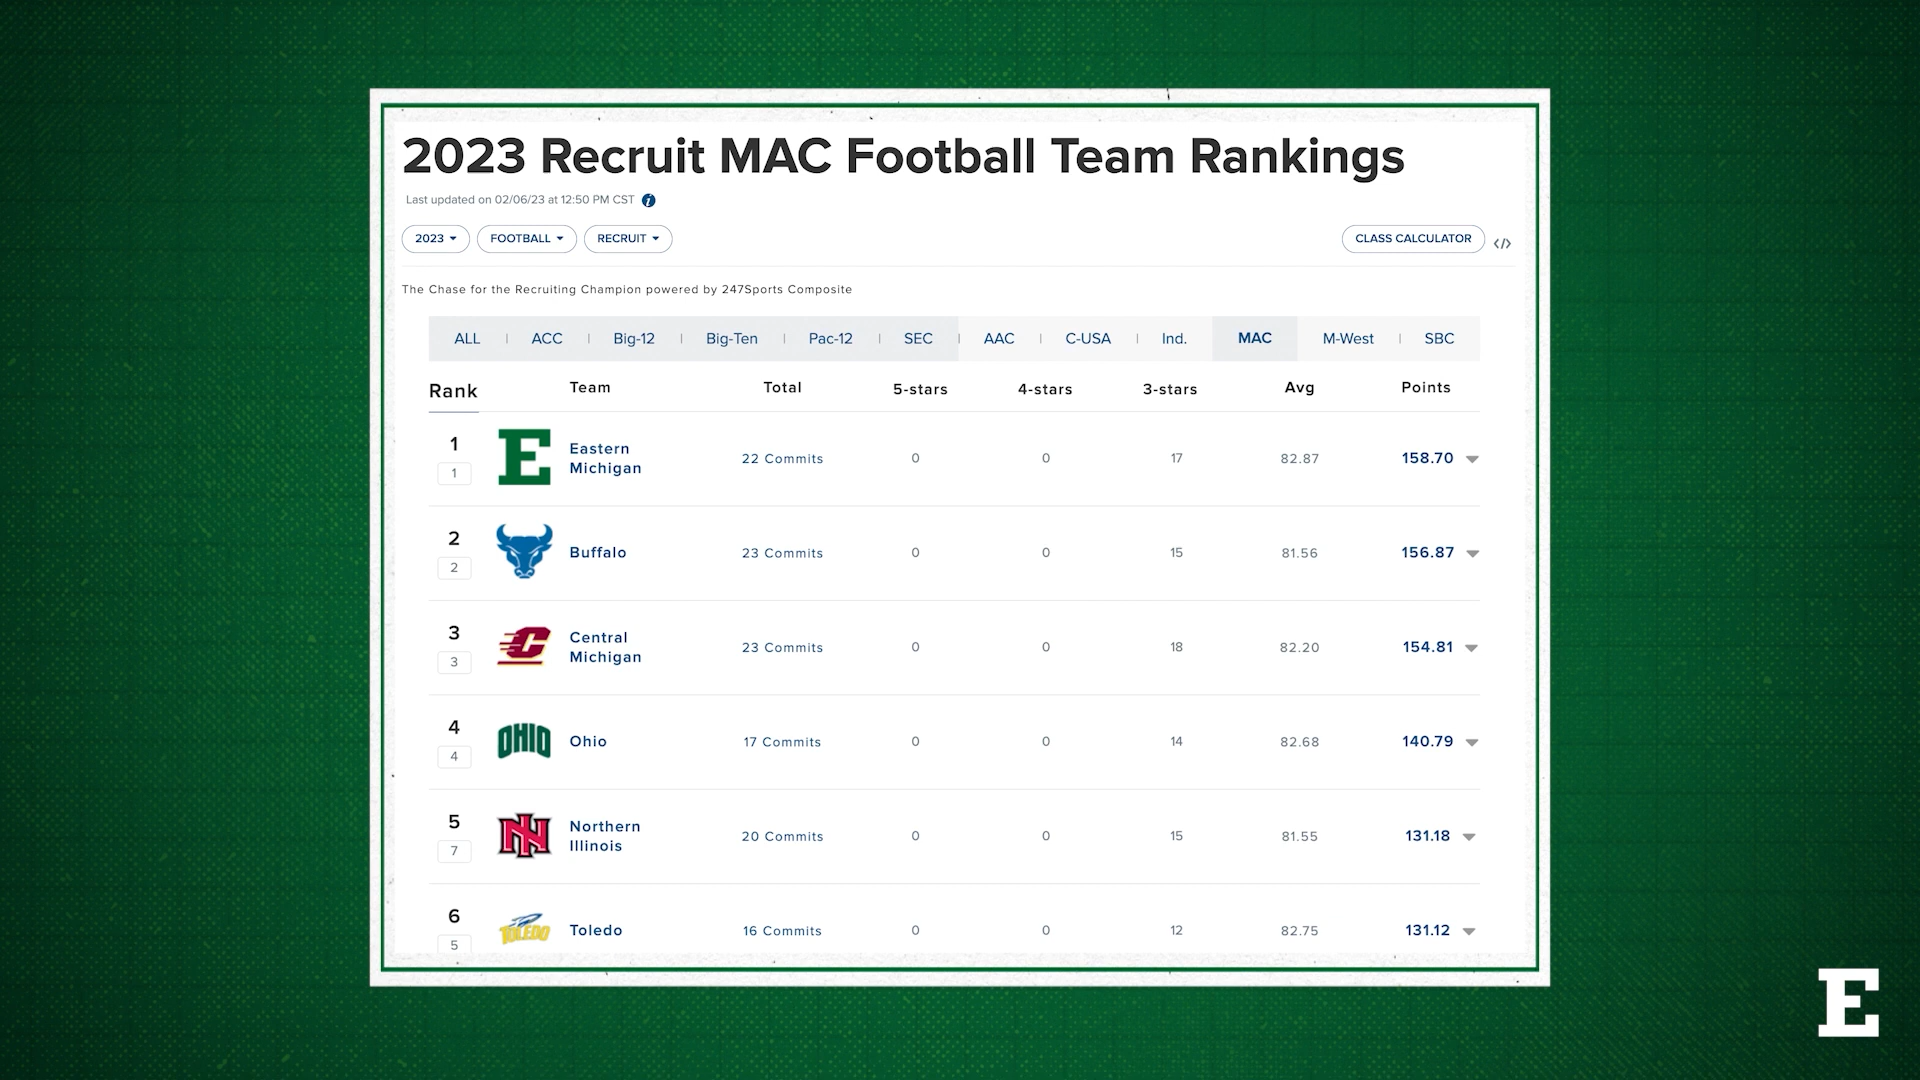 2023 Recruit MAC Football Team Rankings
Last updated on 02/06/23 at 12:50 PM CST i
2023 FOOTBALL RECRUIT CLASS CALCULATOR </>
The Chase for the Recruiting Champion powered by 247Sports Composite
ALL | ACC | Big-12 | Big-Ten | Pac-12 | SEC | AAC | C-USA | Ind. MAC M-West | SBC
Rank Team Total 5-stars 4-stars 3-stars Avg Points
1 1 E Eastern Michigan 22 Commits 0 0 17 82.87 158.70
2 2 Buffalo 23 Commits 0 0 15 81.56 156.87
3 3 C Central Michigan 23 Commits 0 0 18 82.20 154.81
4 4 OHIO Ohio 17 Commits 0 0 14 82.68 140.79
5 7 NI Northern Illinois 20 Commits 0 0 15 81.55 131.18
6 5 TOLEDO Toledo 16 Commits 0 0 12 82.75 131.12
E